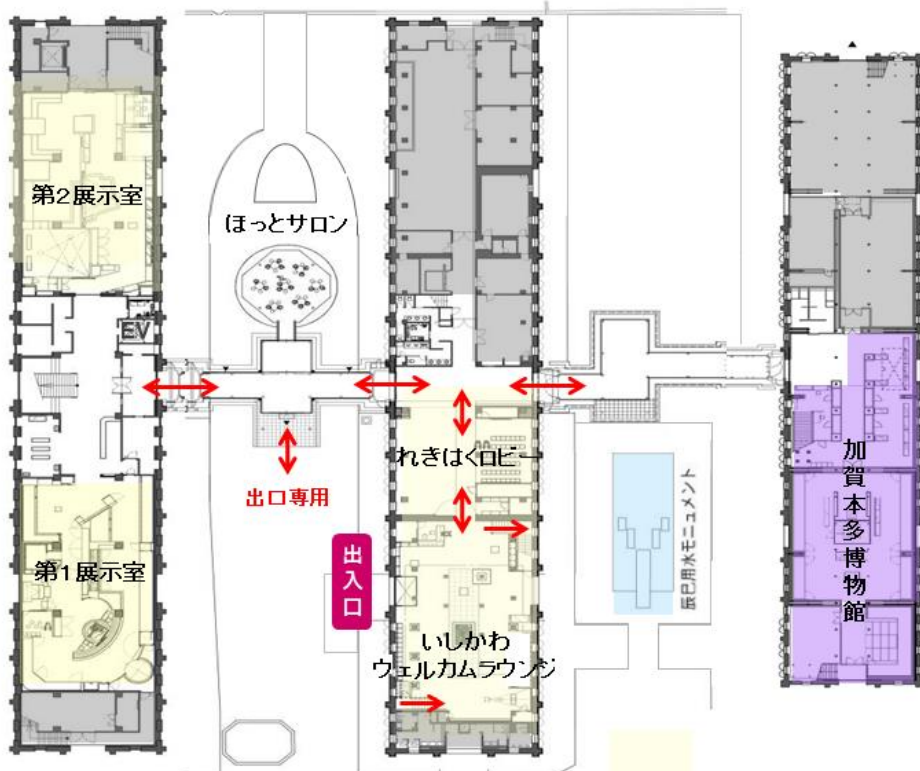 第2展示室
ほっとサロン
EV
れきはくロビー
出口専用
出入口
第1展示室
いしかわ
ウェルカムラウンジ
辰巳用水モニュメント
加賀本多博物館